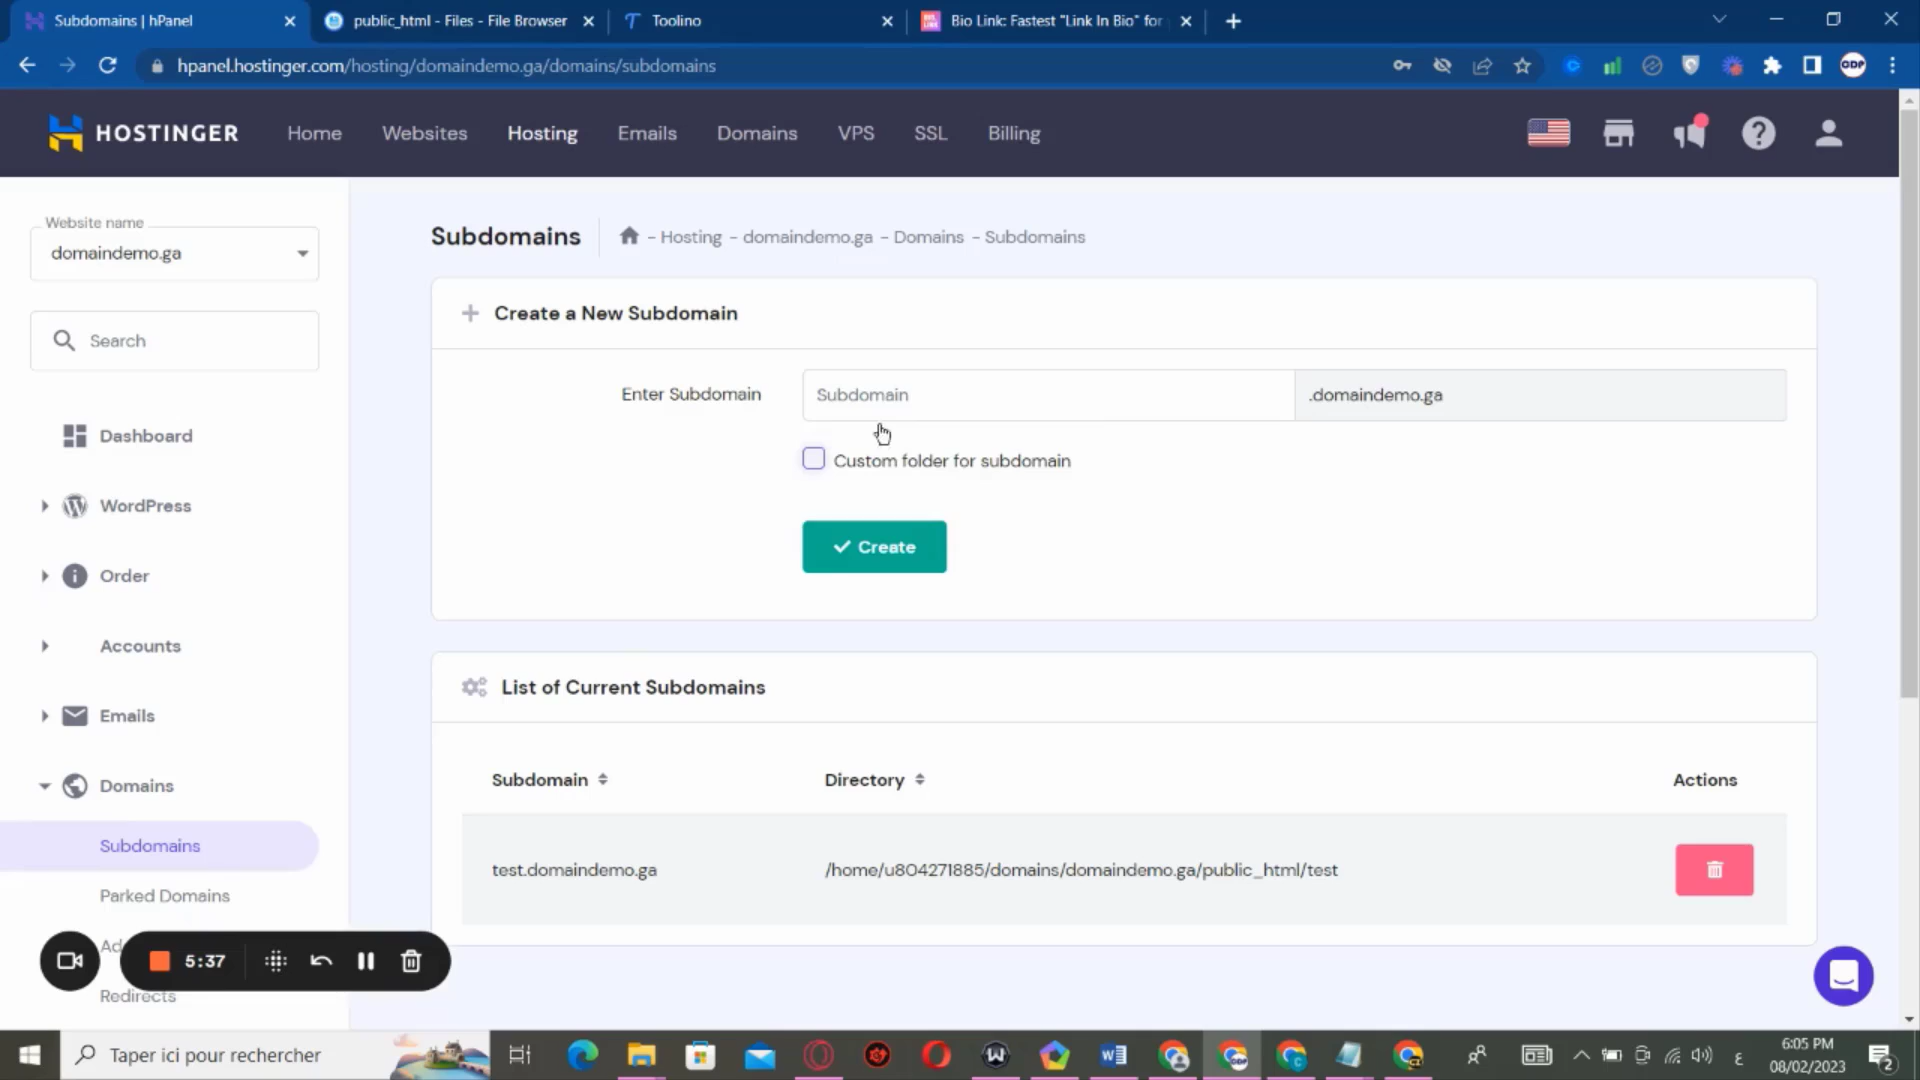 Subdomains | hPanel
public_html - Files - File Browser
Toolino
Bio Link: Fastest "Link In Bio" for
hpanel.hostinger.com/hosting/domaindemo.ga/domains/subdomains
GDP
HOSTINGER
Home
Websites
Hosting
Emails
Domains
VPS
SSL
Billing
Website name
domaindemo.ga
Search
Dashboard
WordPress
Order
Accounts
Emails
Domains
Subdomains
Parked Domains
Ad
Redirects
5:37
Subdomains
- Hosting - domaindemo.ga - Domains - Subdomains
Create a New Subdomain
Enter Subdomain
Subdomain
.domaindemo.ga
Custom folder for subdomain
Create
List of Current Subdomains
Subdomain
Directory
Actions
test.domaindemo.ga
/home/u804271885/domains/domaindemo.ga/public_html/test
Taper ici pour rechercher
ع
6:05 PM
08/02/2023
2